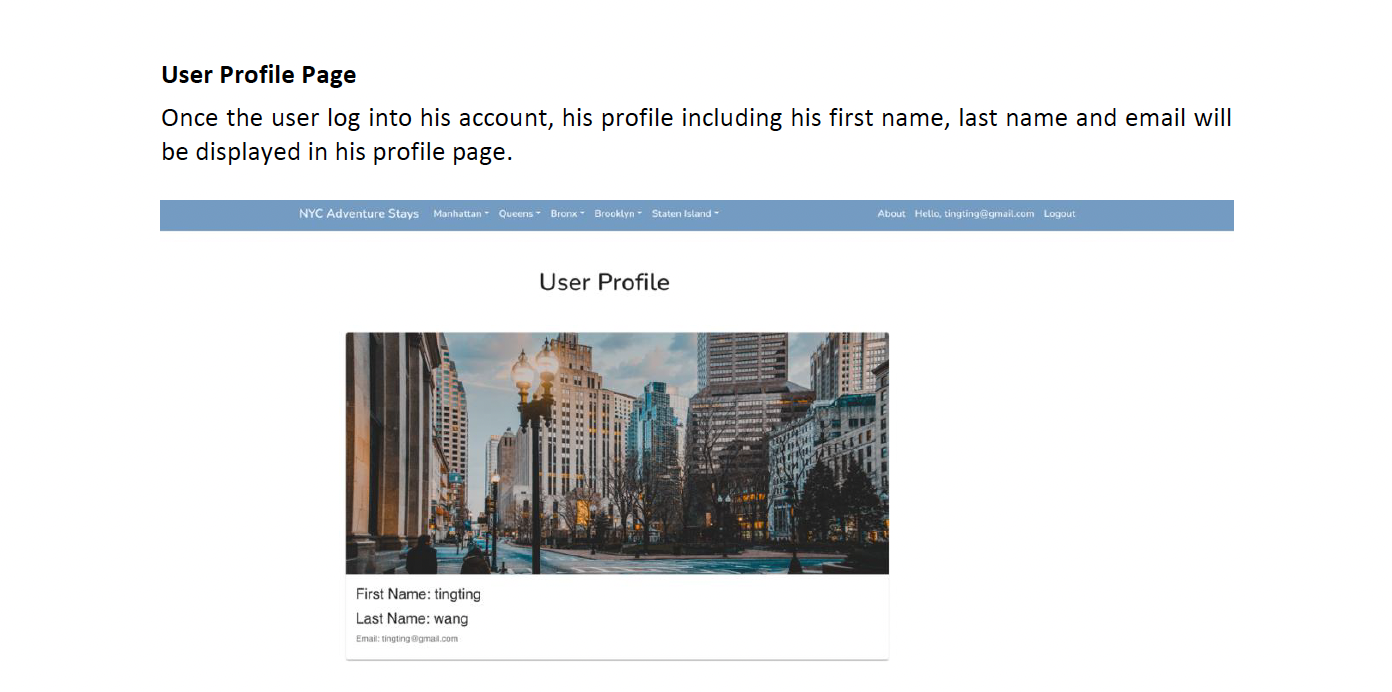 User Profile Page
Once the user log into his account, his profile including his first name, last name and email will
be displayed in his profile page.
NYC Adventure Stays Manhattan Queens Bronx Brooklyn Staten Island About Hello, tingting@gmail.com Logout
User Profile
First Name: tingting
Last Name: wang
Email: tingting@gmail.com